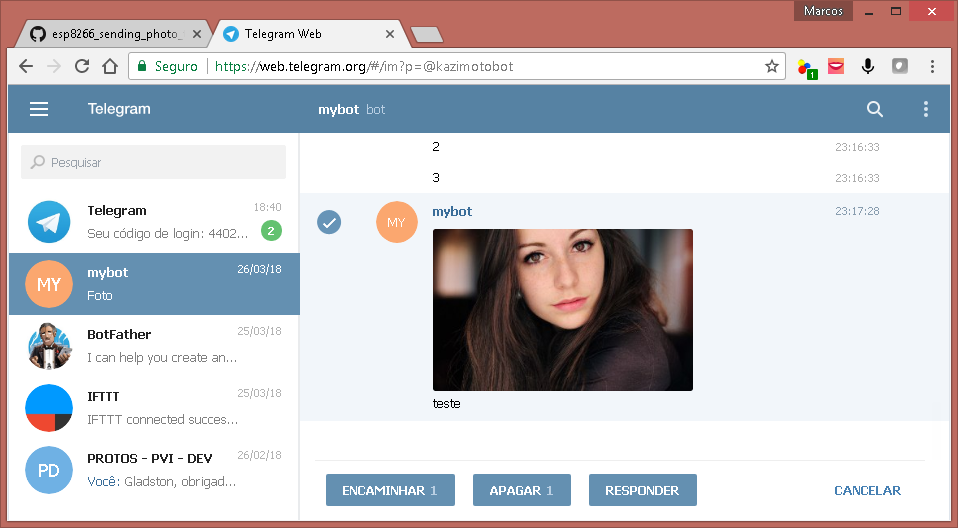 Marcos
esp8266_sending_photo_
Telegram Web
Seguro
https://web.telegram.org/#/im?p=@kazimotobot
1
Telegram
mybot bot
Pesquisar
Telegram 18:40
Seu código de login: 4402... 2
MY
mybot 26/03/18
Foto
BotFather 25/03/18
I can help you create an...
IFTTT 25/03/18
IFTTT connected succes...
PD
PROTOS - PVI - DEV 26/02/18
Você: Gladston, obrigad...
2 23:16:33
3 23:16:33
MY
mybot 23:17:28
teste
ENCAMINHAR 1 APAGAR 1 RESPONDER CANCELAR